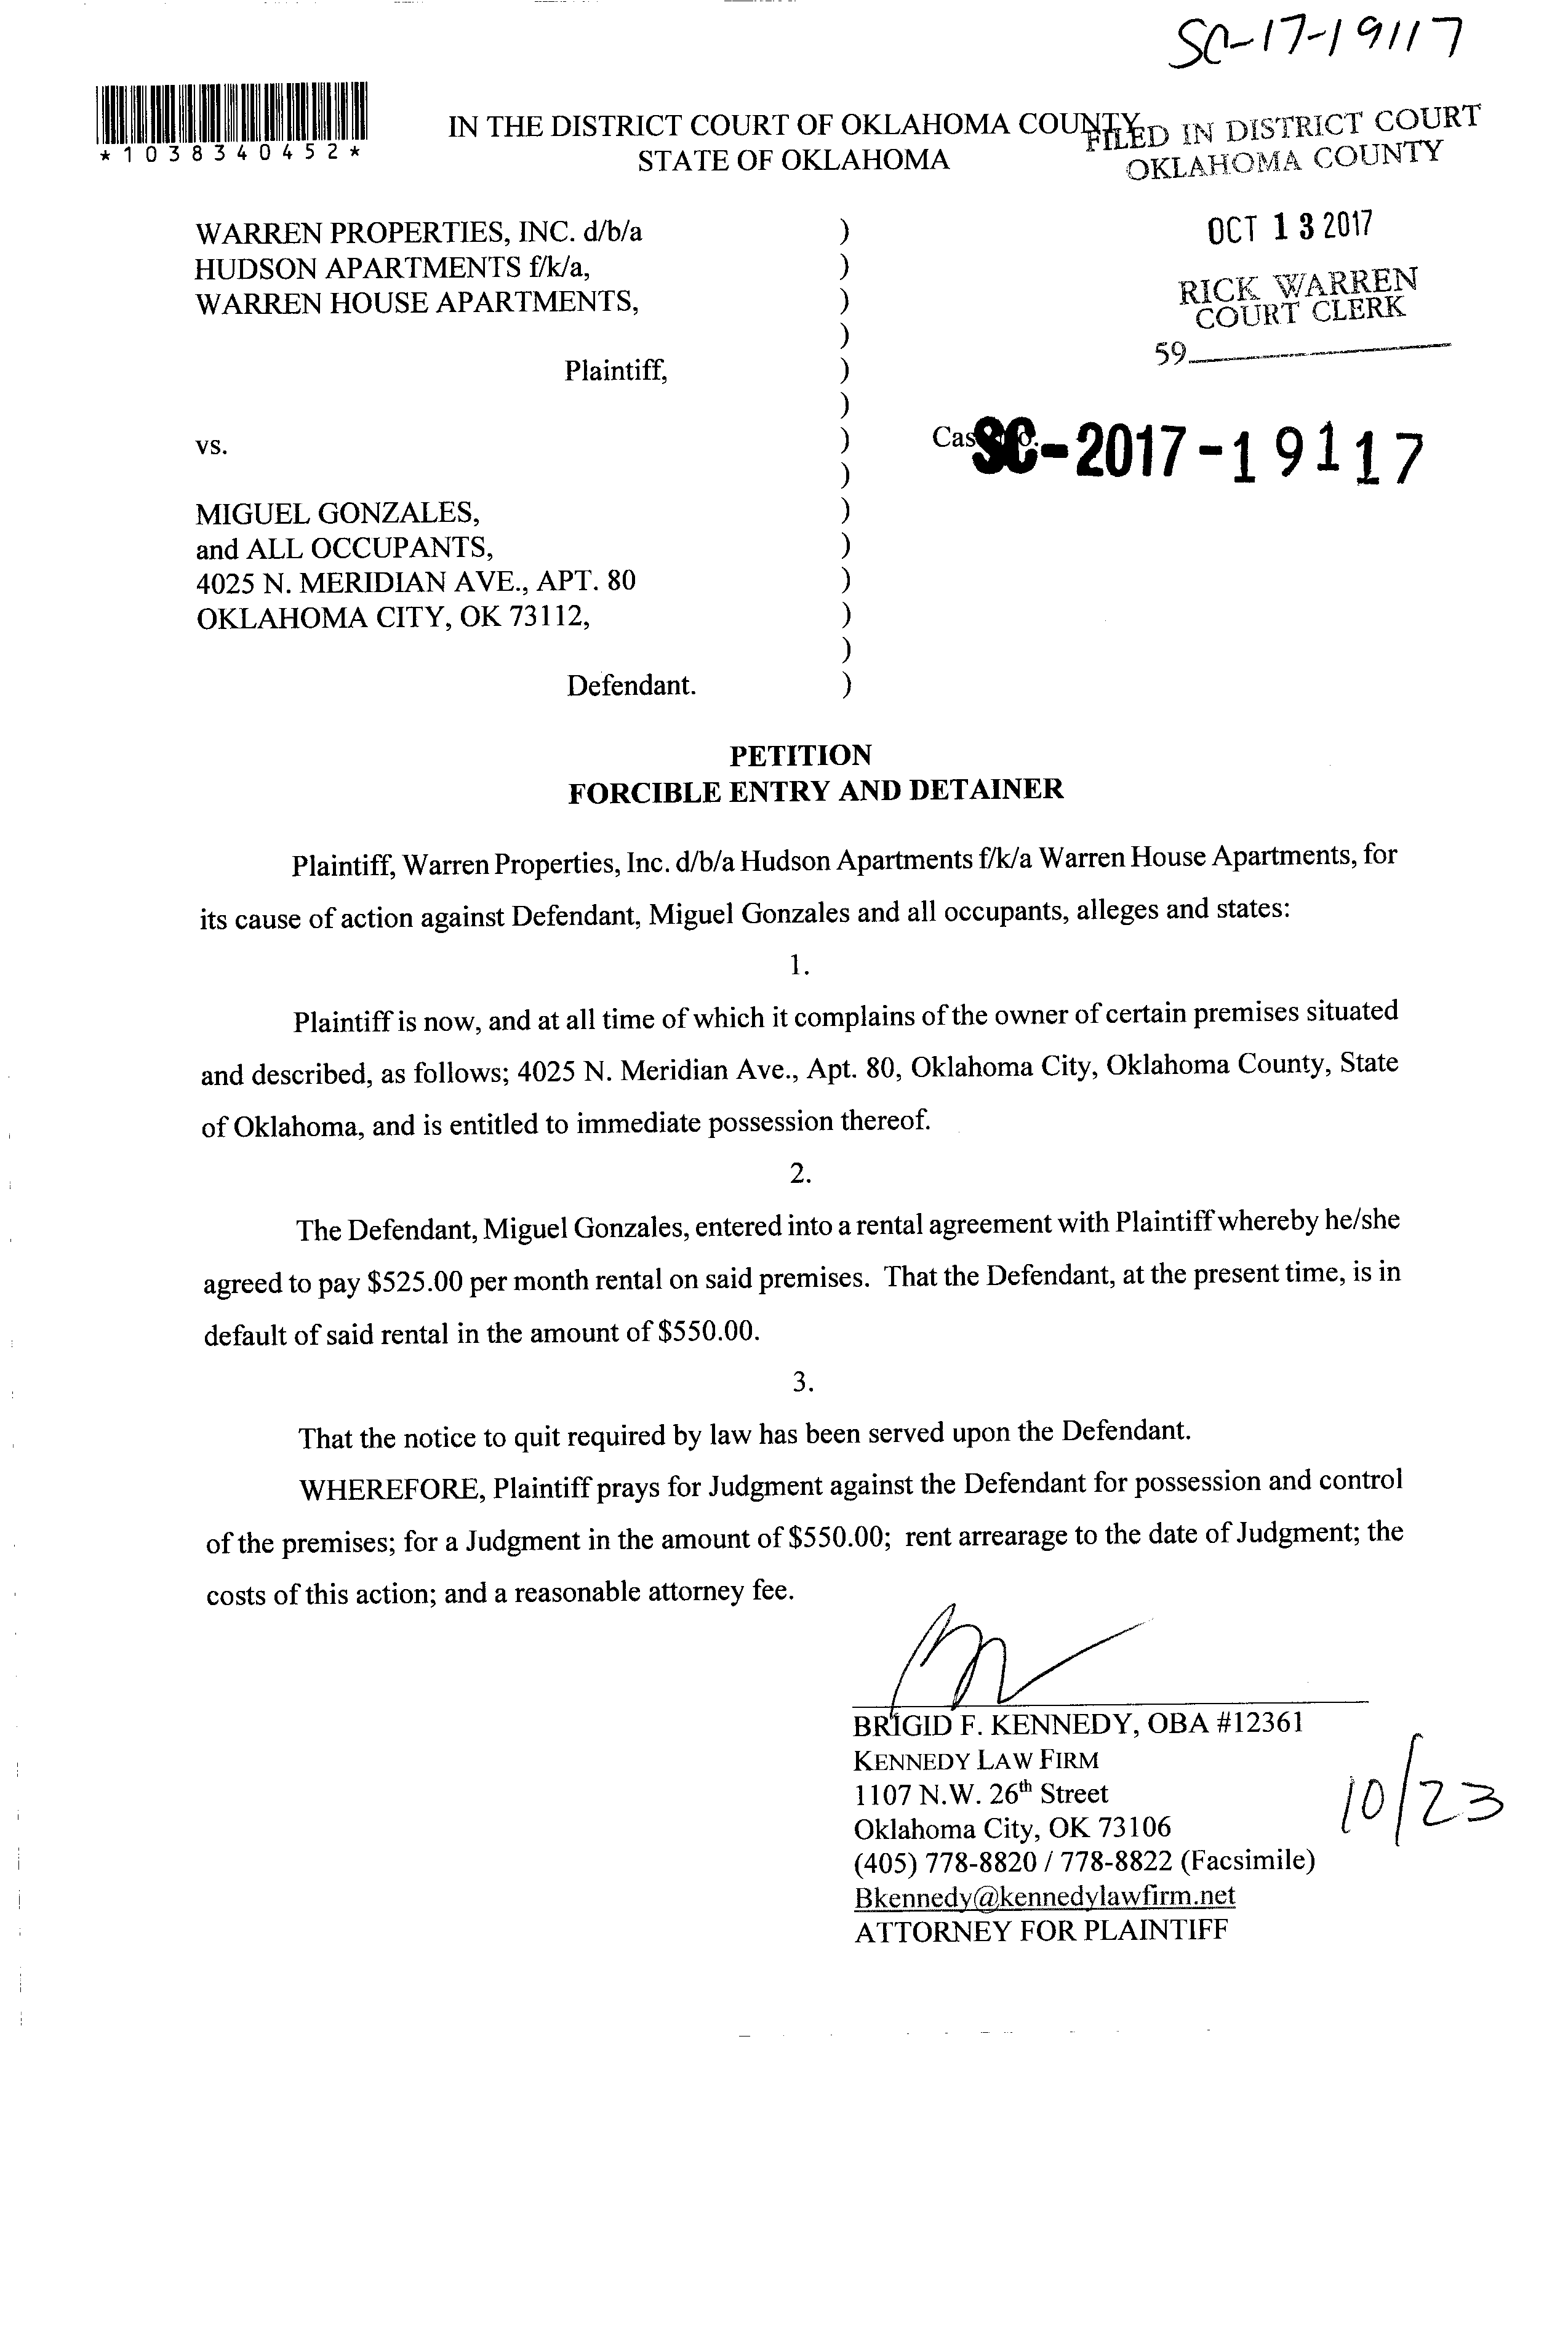 SC-17-19117
*1038340452*
IN THE DISTRICT COURT OF OKLAHOMA COUNTY
STATE OF OKLAHOMA
FILED IN DISTRICT COURT
OKLAHOMA COUNTY
OCT 13 2017
RICK WARREN
COURT CLERK
59
WARREN PROPERTIES, INC. d/b/a )
HUDSON APARTMENTS f/k/a, )
WARREN HOUSE APARTMENTS, )
)
Plaintiff, )
)
vs. ) Case No. SC-2017-19117
)
MIGUEL GONZALES, )
and ALL OCCUPANTS, )
4025 N. MERIDIAN AVE., APT. 80 )
OKLAHOMA CITY, OK 73112, )
)
Defendant. )
PETITION
FORCIBLE ENTRY AND DETAINER
Plaintiff, Warren Properties, Inc. d/b/a Hudson Apartments f/k/a Warren House Apartments, for
its cause of action against Defendant, Miguel Gonzales and all occupants, alleges and states:
1.
Plaintiff is now, and at all time of which it complains of the owner of certain premises situated
and described, as follows; 4025 N. Meridian Ave., Apt. 80, Oklahoma City, Oklahoma County, State
of Oklahoma, and is entitled to immediate possession thereof.
2.
The Defendant, Miguel Gonzales, entered into a rental agreement with Plaintiff whereby he/she
agreed to pay $525.00 per month rental on said premises. That the Defendant, at the present time, is in
default of said rental in the amount of $550.00.
3.
That the notice to quit required by law has been served upon the Defendant.
WHEREFORE, Plaintiff prays for Judgment against the Defendant for possession and control
of the premises; for a Judgment in the amount of $550.00; rent arrearage to the date of Judgment; the
costs of this action; and a reasonable attorney fee.
BRIGID F. KENNEDY, OBA #12361
KENNEDY LAW FIRM
1107 N.W. 26th Street
Oklahoma City, OK 73106
(405) 778-8820 / 778-8822 (Facsimile)
Bkennedy@kennedylawfirm.net
ATTORNEY FOR PLAINTIFF
10/23